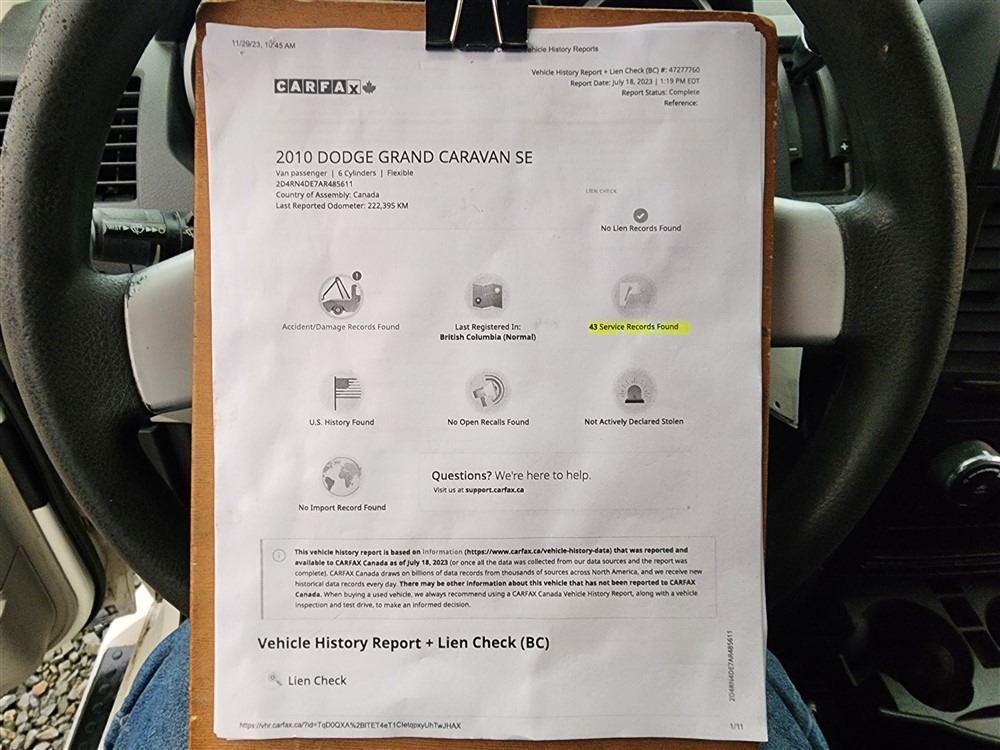 11/29/23, 10:45 AM
Vehicle History Reports
CARFAX
Vehicle History Report + Lien Check (BC) #: 47277760
Report Date: July 18, 2023 | 1:19 PM EDT
Report Status: Complete
Reference:
2010 DODGE GRAND CARAVAN SE
Van passenger | 6 Cylinders | Flexible
2D4RN4DE7AR485611
Country of Assembly: Canada
Last Reported Odometer: 222,395 KM
LIEN CHECK
No Lien Records Found
Accident/Damage Records Found
Last Registered In:
British Columbia (Normal)
43 Service Records Found
U.S. History Found
No Open Recalls Found
Not Actively Declared Stolen
No Import Record Found
Questions? We're here to help.
Visit us at support.carfax.ca
This vehicle history report is based on information (https://www.carfax.ca/vehicle-history-data) that was reported and
available to CARFAX Canada as of July 18, 2023 (or once all the data was collected from our data sources and the report was
complete). CARFAX Canada draws on billions of data records from thousands of sources across North America, and we receive new
historical data records every day. There may be other information about this vehicle that has not been reported to CARFAX
Canada. When buying a used vehicle, we always recommend using a CARFAX Canada Vehicle History Report, along with a vehicle
inspection and test drive, to make an informed decision.
Vehicle History Report + Lien Check (BC)
Lien Check
2D4RN4DE7AR485611
https://vhr.carfax.ca/?id=TqD0QXA%2BITET4eT1CIetqpxyUhTwJHAX
1/11